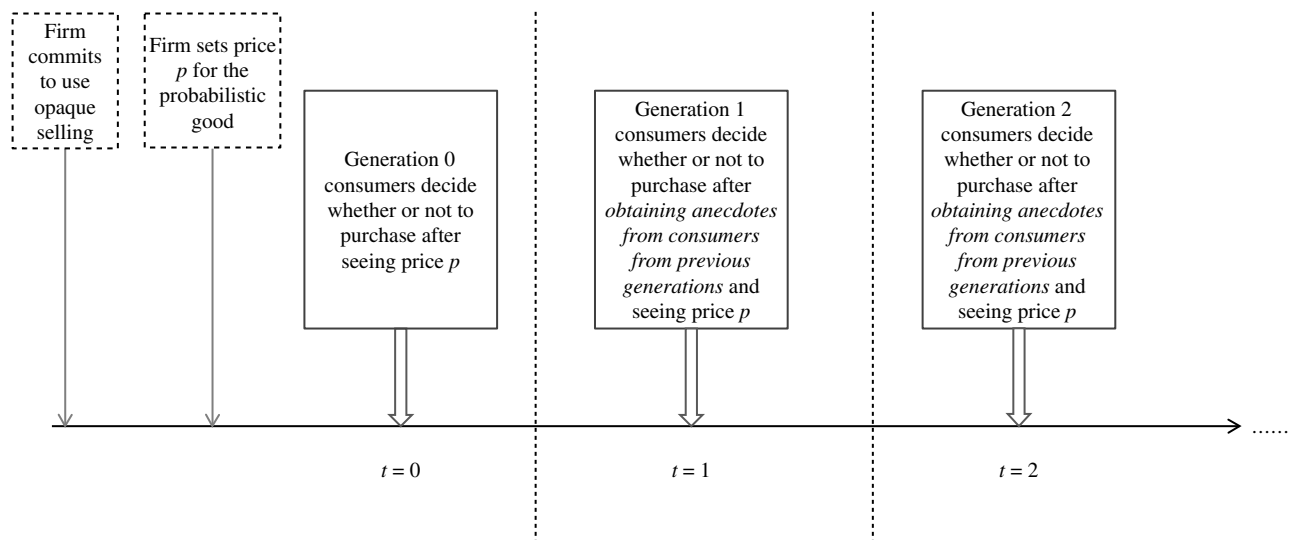 Firm
commits
to use
opaque
selling
Firm sets price
p for the
probabilistic
good
Generation 0
consumers decide
whether or not to
purchase after
seeing price p
Generation 1
consumers decide
whether or not to
purchase after
obtaining anecdotes
from consumers
from previous
generations and
seeing price p
Generation 2
consumers decide
whether or not to
purchase after
obtaining anecdotes
from consumers
from previous
generations and
seeing price p
......
t = 0
t = 1
t = 2